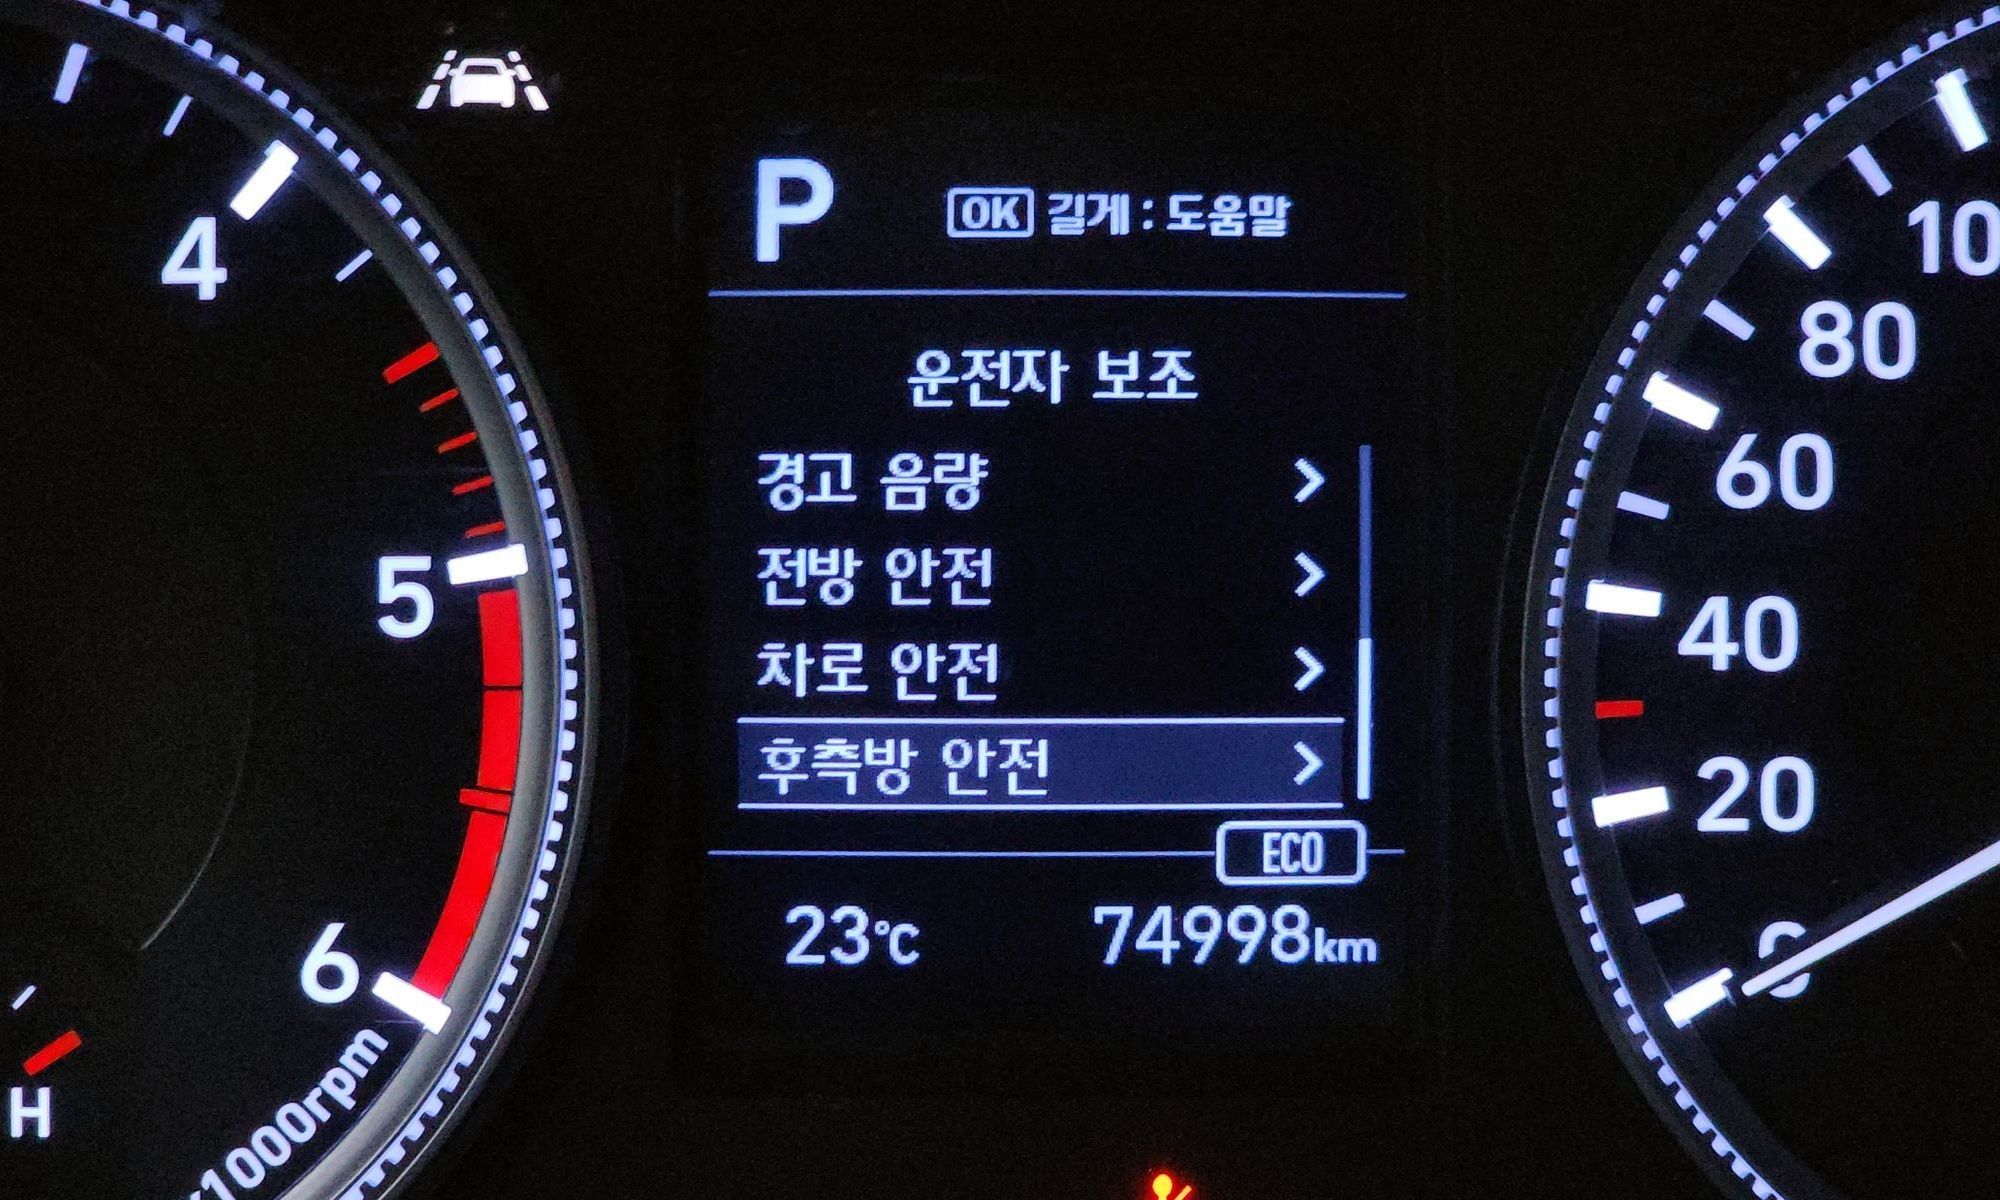 P
OK 길게 : 도움말
운전자 보조
경고 음량
전방 안전
차로 안전
후측방 안전
ECO
23℃ 74998km
4
5
6
x1000rpm
H
10
80
60
40
20
0